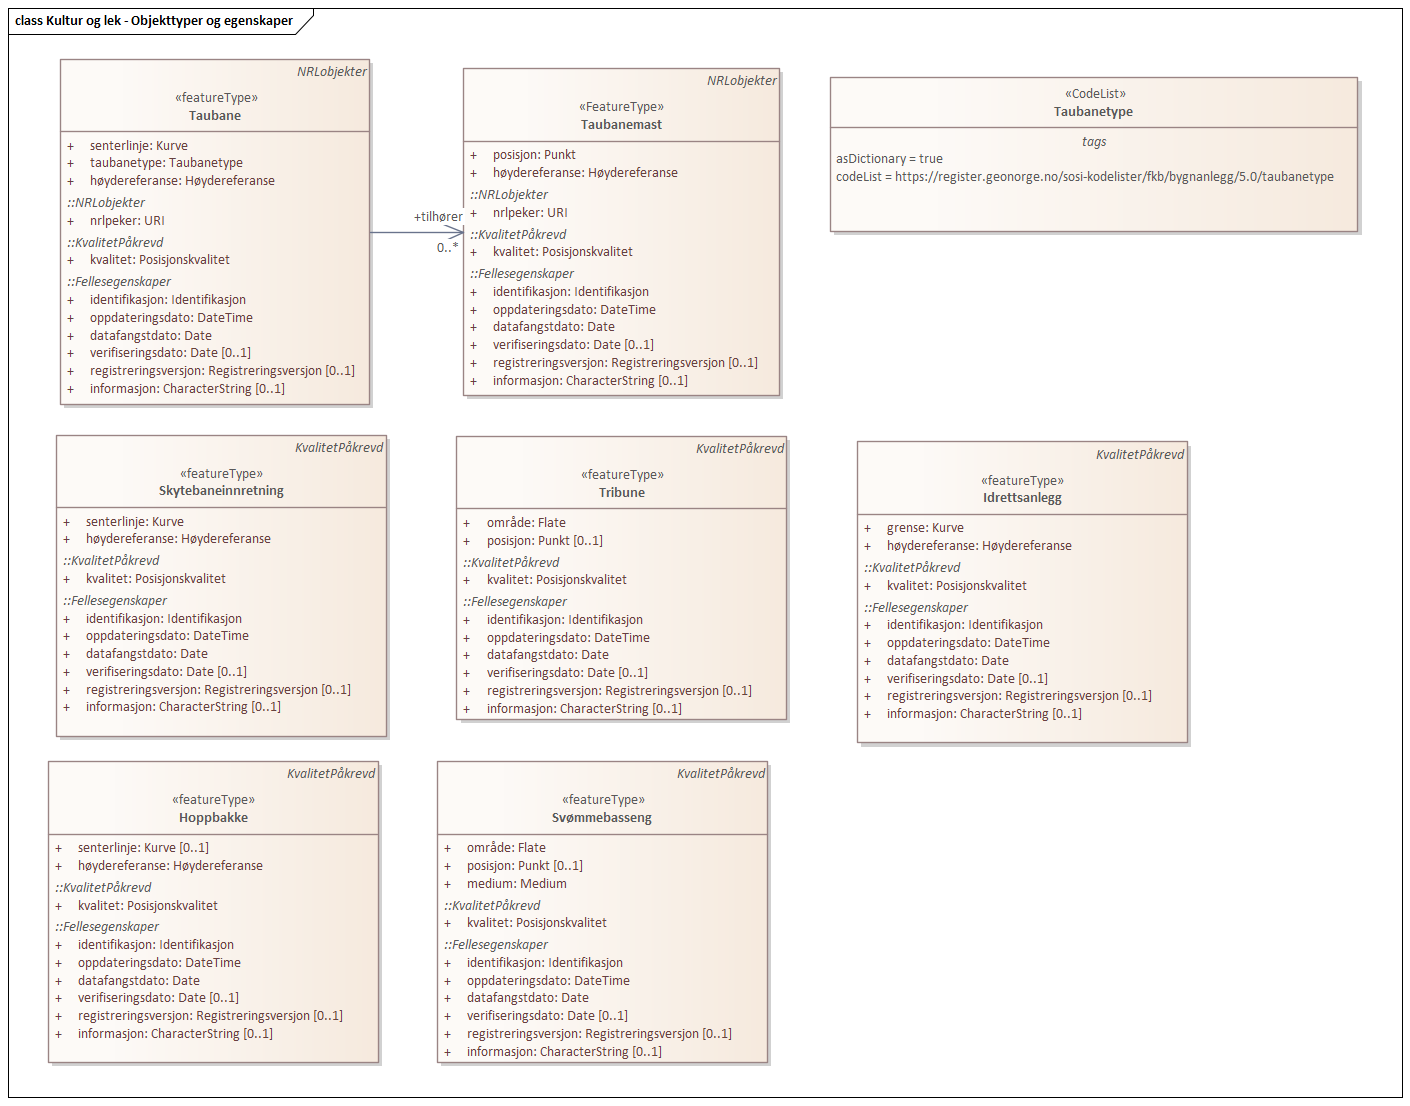 class Kultur og lek - Objekttyper og egenskaper
NRLobjekter
«featureType»
Taubane
+ senterlinje: Kurve
+ taubanetype: Taubanetype
+ høydereferanse: Høydereferanse
::NRLobjekter
+ nrlpeker: URI
::KvalitetPåkrevd
+ kvalitet: Posisjonskvalitet
::Fellesegenskaper
+ identifikasjon: Identifikasjon
+ oppdateringsdato: DateTime
+ datafangstdato: Date
+ verifiseringsdato: Date [0..1]
+ registreringsversjon: Registreringsversjon [0..1]
+ informasjon: CharacterString [0..1]
+tilhører
0..*
NRLobjekter
«FeatureType»
Taubanemast
+ posisjon: Punkt
+ høydereferanse: Høydereferanse
::NRLobjekter
+ nrlpeker: URI
::KvalitetPåkrevd
+ kvalitet: Posisjonskvalitet
::Fellesegenskaper
+ identifikasjon: Identifikasjon
+ oppdateringsdato: DateTime
+ datafangstdato: Date
+ verifiseringsdato: Date [0..1]
+ registreringsversjon: Registreringsversjon [0..1]
+ informasjon: CharacterString [0..1]
«CodeList»
Taubanetype
tags
asDictionary = true
codeList = https://register.geonorge.no/sosi-kodelister/fkb/bygnanlegg/5.0/taubanetype
KvalitetPåkrevd
«featureType»
Skytebaneinnretning
+ senterlinje: Kurve
+ høydereferanse: Høydereferanse
::KvalitetPåkrevd
+ kvalitet: Posisjonskvalitet
::Fellesegenskaper
+ identifikasjon: Identifikasjon
+ oppdateringsdato: DateTime
+ datafangstdato: Date
+ verifiseringsdato: Date [0..1]
+ registreringsversjon: Registreringsversjon [0..1]
+ informasjon: CharacterString [0..1]
KvalitetPåkrevd
«featureType»
Tribune
+ område: Flate
+ posisjon: Punkt [0..1]
::KvalitetPåkrevd
+ kvalitet: Posisjonskvalitet
::Fellesegenskaper
+ identifikasjon: Identifikasjon
+ oppdateringsdato: DateTime
+ datafangstdato: Date
+ verifiseringsdato: Date [0..1]
+ registreringsversjon: Registreringsversjon [0..1]
+ informasjon: CharacterString [0..1]
KvalitetPåkrevd
«featureType»
Idrettsanlegg
+ grense: Kurve
+ høydereferanse: Høydereferanse
::KvalitetPåkrevd
+ kvalitet: Posisjonskvalitet
::Fellesegenskaper
+ identifikasjon: Identifikasjon
+ oppdateringsdato: DateTime
+ datafangstdato: Date
+ verifiseringsdato: Date [0..1]
+ registreringsversjon: Registreringsversjon [0..1]
+ informasjon: CharacterString [0..1]
KvalitetPåkrevd
«featureType»
Hoppbakke
+ senterlinje: Kurve [0..1]
+ høydereferanse: Høydereferanse
::KvalitetPåkrevd
+ kvalitet: Posisjonskvalitet
::Fellesegenskaper
+ identifikasjon: Identifikasjon
+ oppdateringsdato: DateTime
+ datafangstdato: Date
+ verifiseringsdato: Date [0..1]
+ registreringsversjon: Registreringsversjon [0..1]
+ informasjon: CharacterString [0..1]
KvalitetPåkrevd
«featureType»
Svømmebasseng
+ område: Flate
+ posisjon: Punkt [0..1]
+ medium: Medium
::KvalitetPåkrevd
+ kvalitet: Posisjonskvalitet
::Fellesegenskaper
+ identifikasjon: Identifikasjon
+ oppdateringsdato: DateTime
+ datafangstdato: Date
+ verifiseringsdato: Date [0..1]
+ registreringsversjon: Registreringsversjon [0..1]
+ informasjon: CharacterString [0..1]